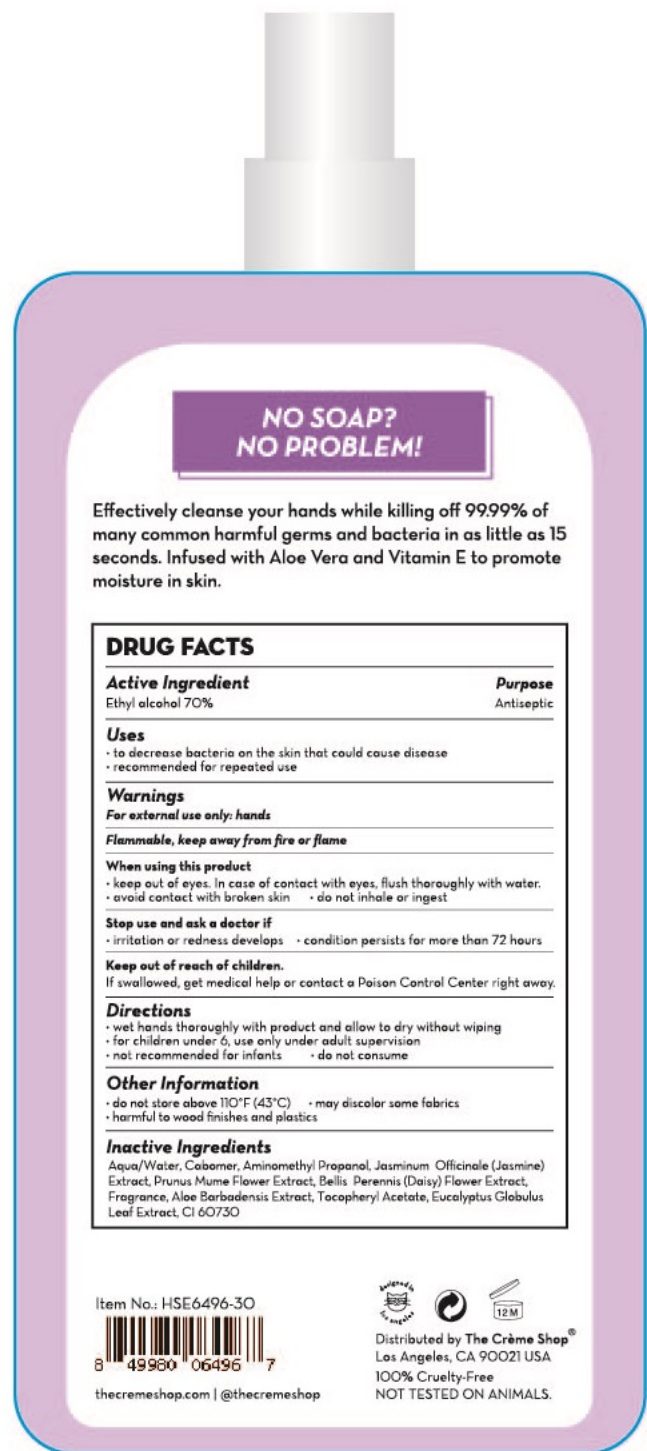 NO SOAP?
NO PROBLEM!
Effectively cleanse your hands while killing off 99.99% of
many common harmful germs and bacteria in as little as 15
seconds. Infused with Aloe Vera and Vitamin E to promote
moisture in skin.
DRUG FACTS
Active Ingredient Purpose
Ethyl alcohol 70% Antiseptic
Uses
• to decrease bacteria on the skin that could cause disease
• recommended for repeated use
Warnings
For external use only: hands
Flammable, keep away from fire or flame
When using this product
• keep out of eyes. In case of contact with eyes, flush thoroughly with water.
• avoid contact with broken skin • do not inhale or ingest
Stop use and ask a doctor if
• irritation or redness develops • condition persists for more than 72 hours
Keep out of reach of children.
If swallowed, get medical help or contact a Poison Control Center right away.
Directions
• wet hands thoroughly with product and allow to dry without wiping
• for children under 6, use only under adult supervision
• not recommended for infants • do not consume
Other Information
• do not store above 110°F (43°C) • may discolor some fabrics
• harmful to wood finishes and plastics
Inactive Ingredients
Aqua/Water, Cabomer, Aminomethyl Propanol, Jasminum Officinale (Jasmine)
Extract, Prunus Mume Flower Extract, Bellis Perennis (Daisy) Flower Extract,
Fragrance, Aloe Barbadensis Extract, Tocopheryl Acetate, Eucalyptus Globulus
Leaf Extract, CI 60730
Item No.: HSE6496-30
8 49980 06496 7
thecremeshop.com | @thecremeshop
designed in
los angeles
12M
Distributed by The Crème Shop®
Los Angeles, CA 90021 USA
100% Cruelty-Free
NOT TESTED ON ANIMALS.